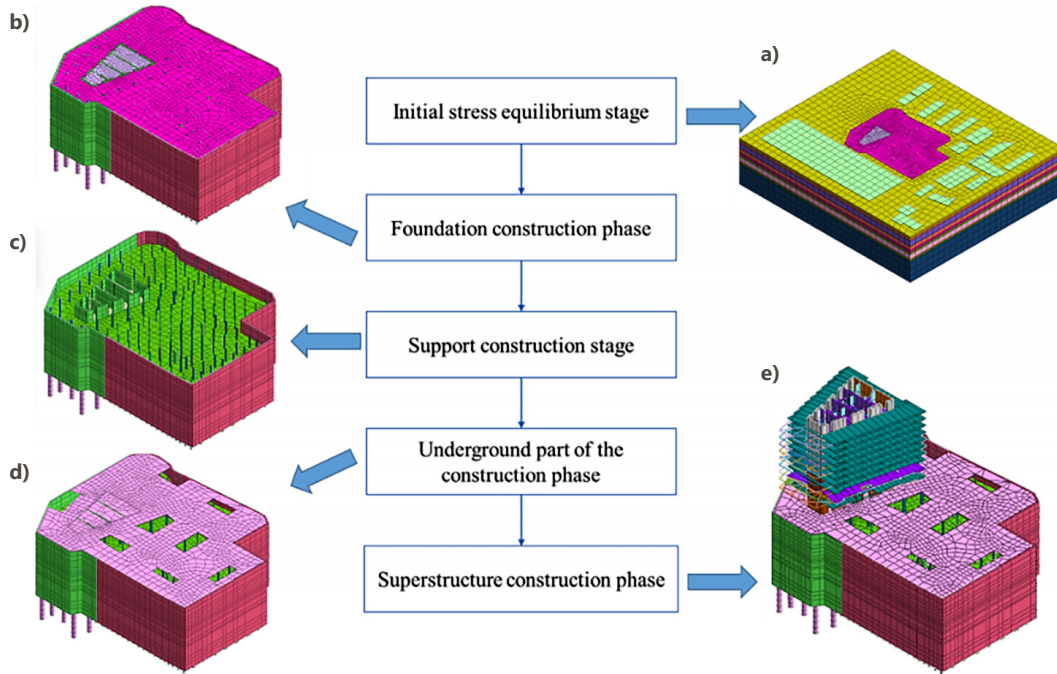 b)
a)
Initial stress equilibrium stage
Foundation construction phase
c)
Support construction stage
e)
Underground part of the
construction phase
d)
Superstructure construction phase